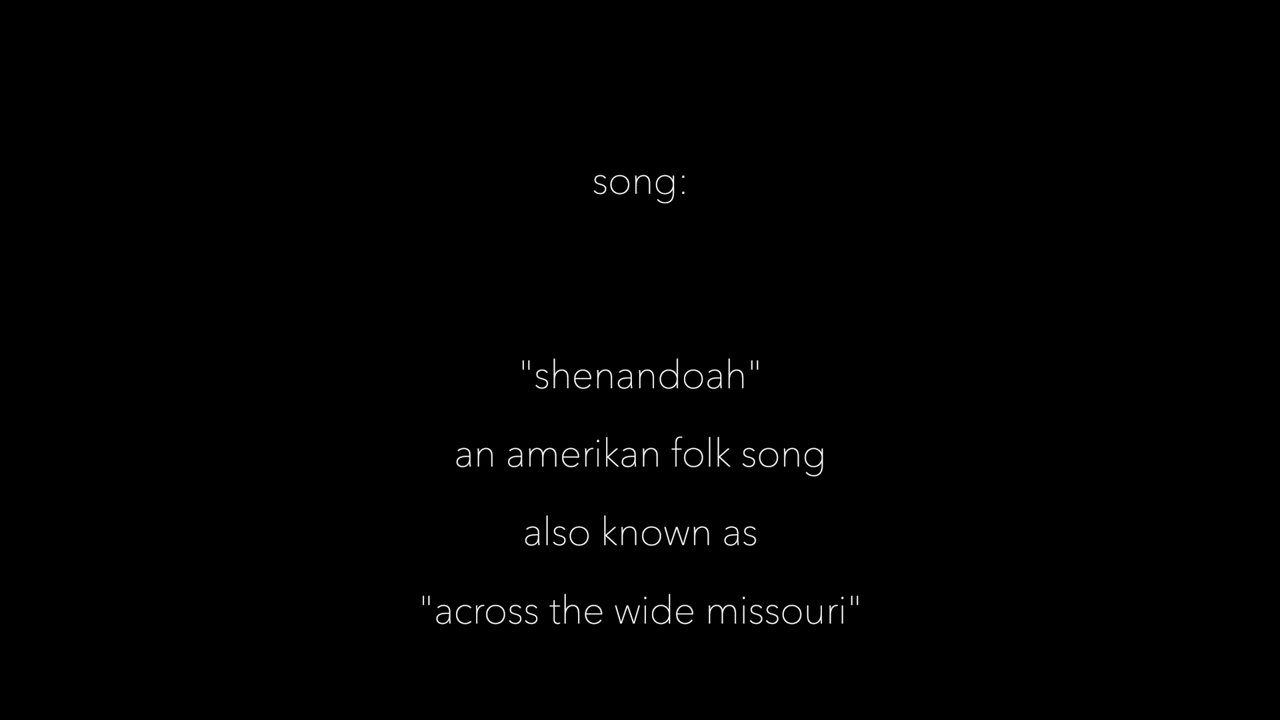 song:
"shenandoah"
an amerikan folk song
also known as
"across the wide missouri"